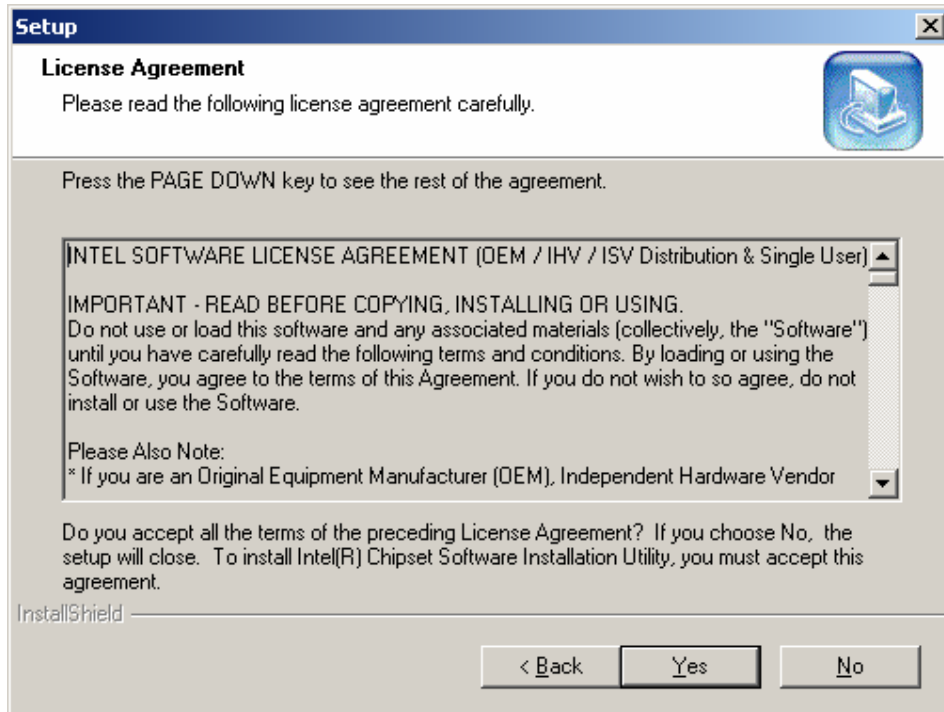 Setup
License Agreement
Please read the following license agreement carefully.
Press the PAGE DOWN key to see the rest of the agreement.
INTEL SOFTWARE LICENSE AGREEMENT (OEM / IHV / ISV Distribution & Single User)
IMPORTANT - READ BEFORE COPYING, INSTALLING OR USING.
Do not use or load this software and any associated materials (collectively, the "Software")
until you have carefully read the following terms and conditions. By loading or using the
Software, you agree to the terms of this Agreement. If you do not wish to so agree, do not
install or use the Software.
Please Also Note:
* If you are an Original Equipment Manufacturer (OEM), Independent Hardware Vendor
Do you accept all the terms of the preceding License Agreement?  If you choose No,  the
setup will close.  To install Intel(R) Chipset Software Installation Utility, you must accept this
agreement.
InstallShield
< Back
Yes
No